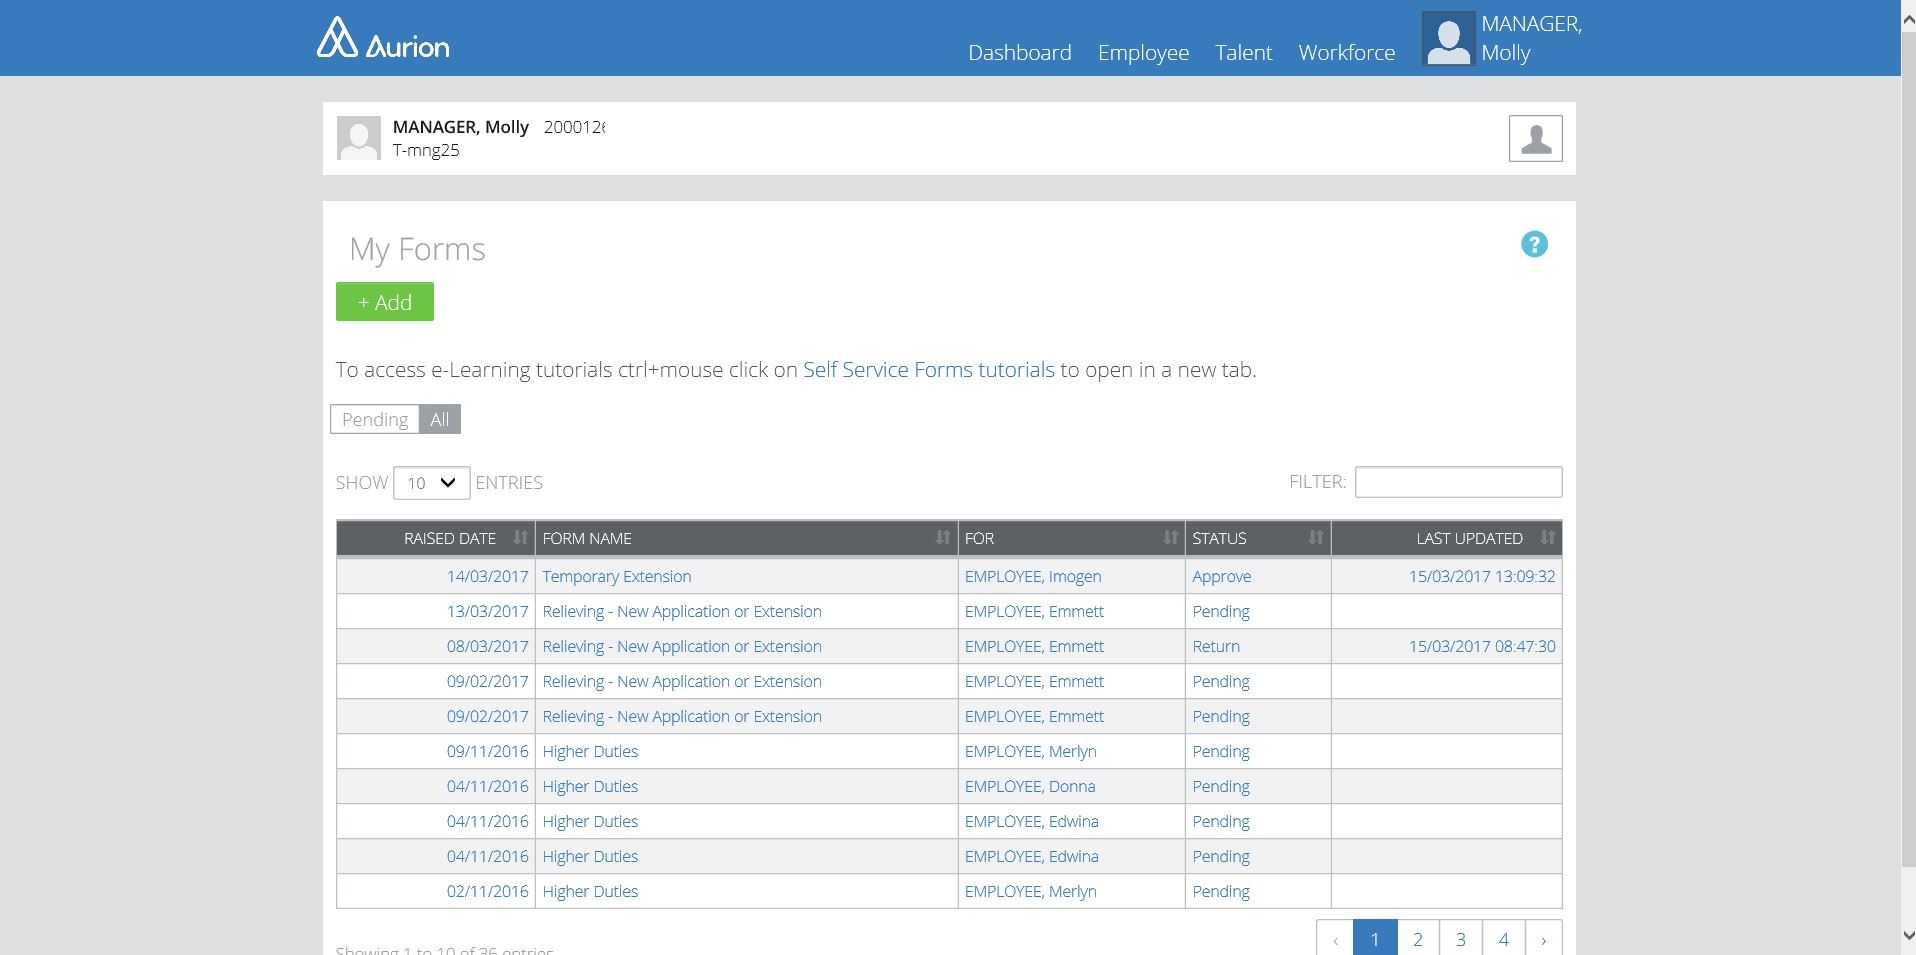 Aurion
Dashboard Employee Talent Workforce MANAGER, Molly
MANAGER, Molly 2000126
T-mng25
My Forms
?
+ Add
To access e-Learning tutorials ctrl+mouse click on Self Service Forms tutorials to open in a new tab.
Pending All
SHOW 10 ENTRIES FILTER:
RAISED DATE FORM NAME FOR STATUS LAST UPDATED
14/03/2017 Temporary Extension EMPLOYEE, Imogen Approve 15/03/2017 13:09:32
13/03/2017 Relieving - New Application or Extension EMPLOYEE, Emmett Pending
08/03/2017 Relieving - New Application or Extension EMPLOYEE, Emmett Return 15/03/2017 08:47:30
09/02/2017 Relieving - New Application or Extension EMPLOYEE, Emmett Pending
09/02/2017 Relieving - New Application or Extension EMPLOYEE, Emmett Pending
09/11/2016 Higher Duties EMPLOYEE, Merlyn Pending
04/11/2016 Higher Duties EMPLOYEE, Donna Pending
04/11/2016 Higher Duties EMPLOYEE, Edwina Pending
04/11/2016 Higher Duties EMPLOYEE, Edwina Pending
02/11/2016 Higher Duties EMPLOYEE, Merlyn Pending
Showing 1 to 10 of 36 entries ‹ 1 2 3 4 ›